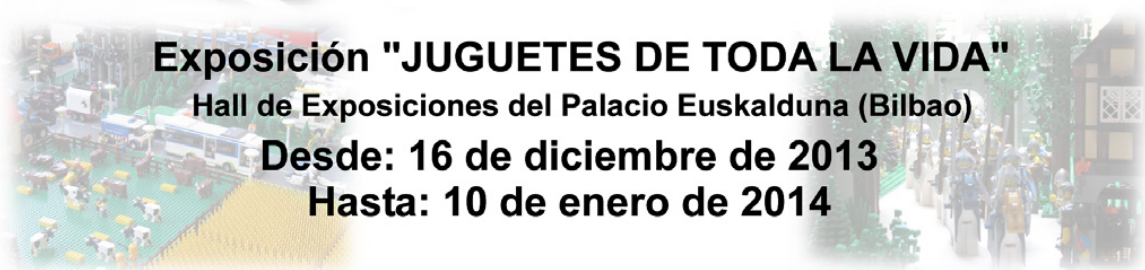 Exposición "JUGUETES DE TODA LA VIDA"
Hall de Exposiciones del Palacio Euskalduna (Bilbao)
Desde: 16 de diciembre de 2013
Hasta: 10 de enero de 2014